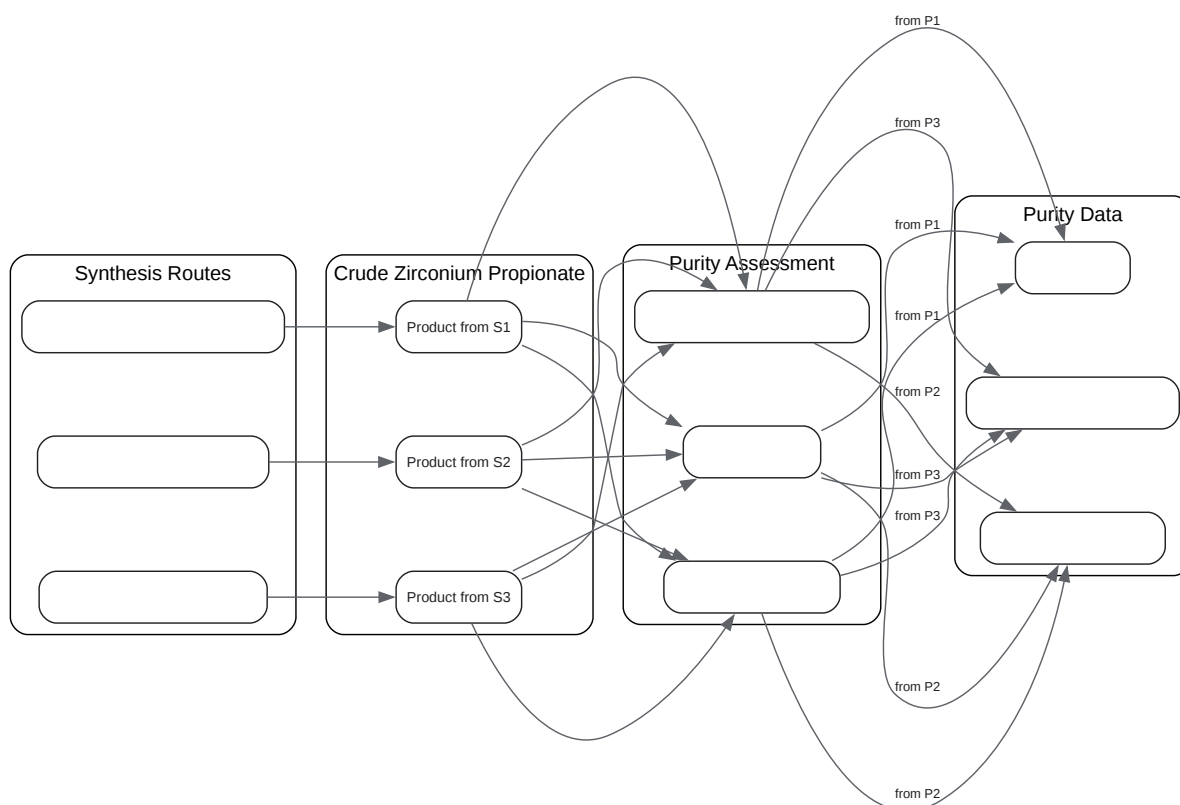 from P1
from P3
Purity Data
from P1
Purity Assessment
Synthesis Routes
Crude Zirconium Propionate
from P1
Product from S1
from P2
Product from S2
from P3
from P3
Product from S3
from P2
from P2